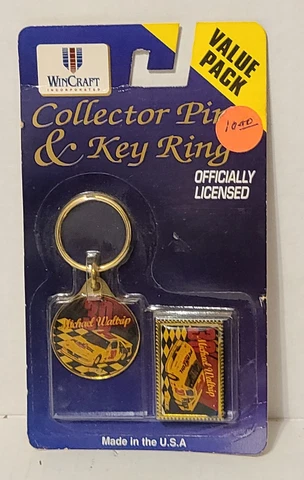 WINCRAFT
INCORPORATED
VALUE
PACK
Collector Pin
& Key Ring
10.00
OFFICIALLY
LICENSED
Michael Waltrip
Michael Waltrip
Made in the U.S.A